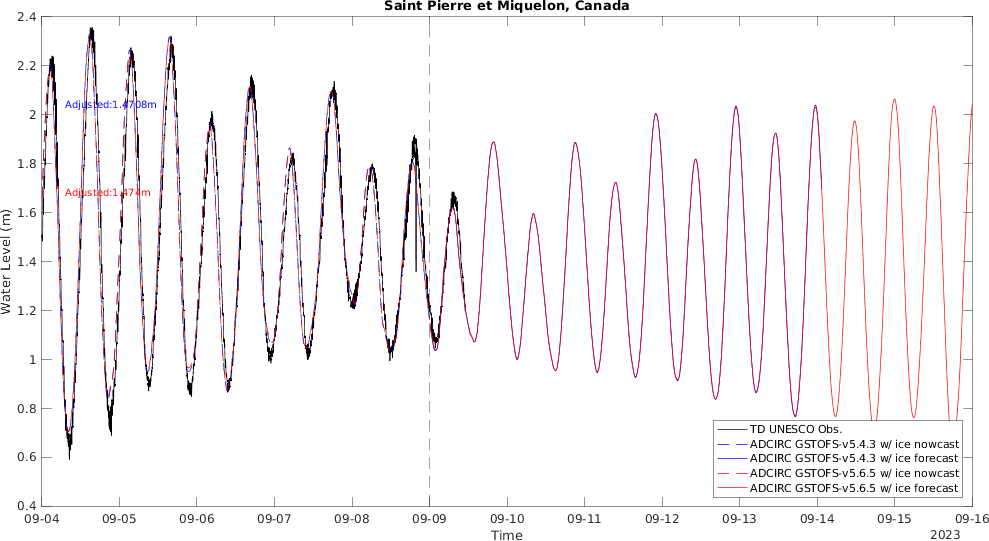 Saint Pierre et Miquelon, Canada
2.4
2.2
2
1.8
1.6
1.4
1.2
1
0.8
0.6
0.4
Water Level (m)
Adjusted:1.4708m
Adjusted:1.474m
TD UNESCO Obs.
ADCIRC GSTOFS-v5.4.3 w/ ice nowcast
ADCIRC GSTOFS-v5.4.3 w/ ice forecast
ADCIRC GSTOFS-v5.6.5 w/ ice nowcast
ADCIRC GSTOFS-v5.6.5 w/ ice forecast
09-04 09-05 09-06 09-07 09-08 09-09 09-10 09-11 09-12 09-13 09-14 09-15 09-16
Time
2023